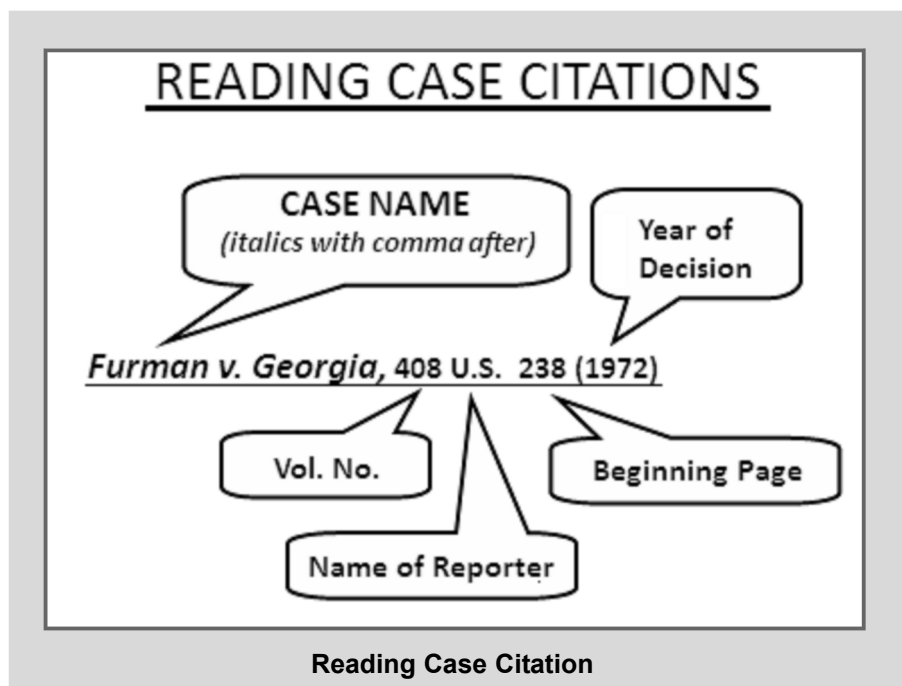 READING CASE CITATIONS
CASE NAME
(italics with comma after)
Year of
Decision
Furman v. Georgia, 408 U.S. 238 (1972)
Vol. No.
Beginning Page
Name of Reporter
Reading Case Citation